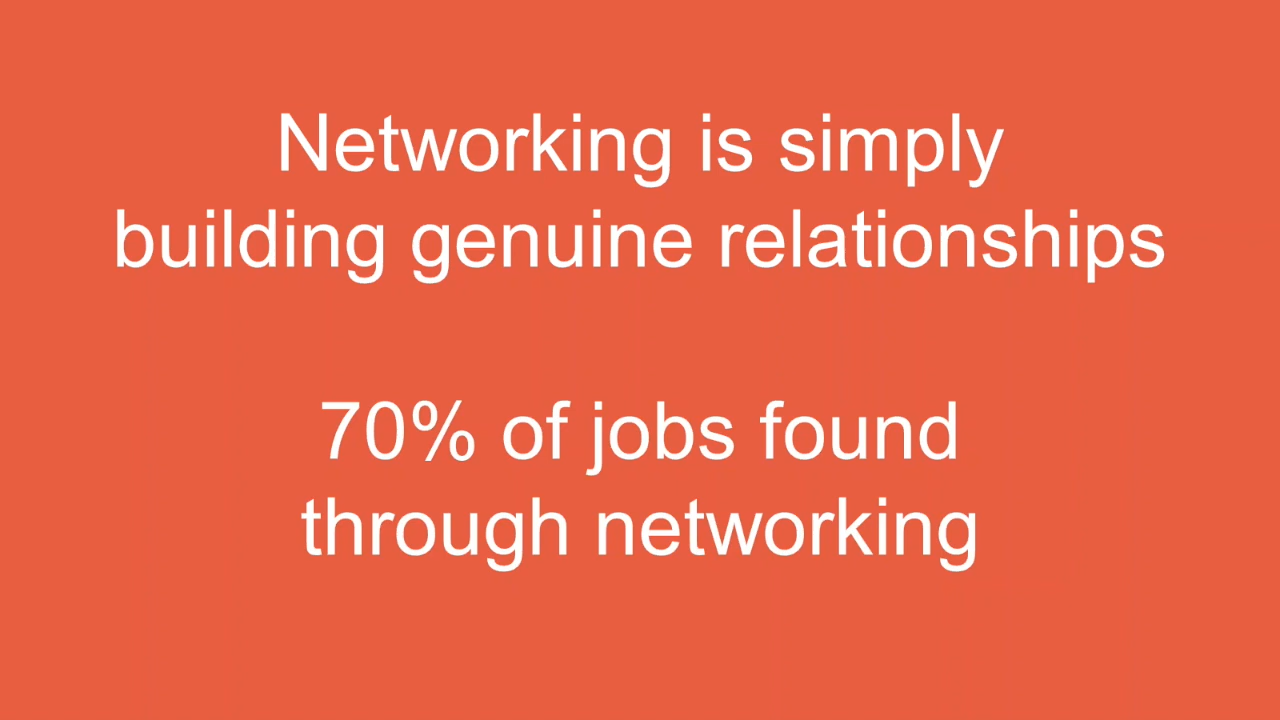 Networking is simply
building genuine relationships
70% of jobs found
through networking